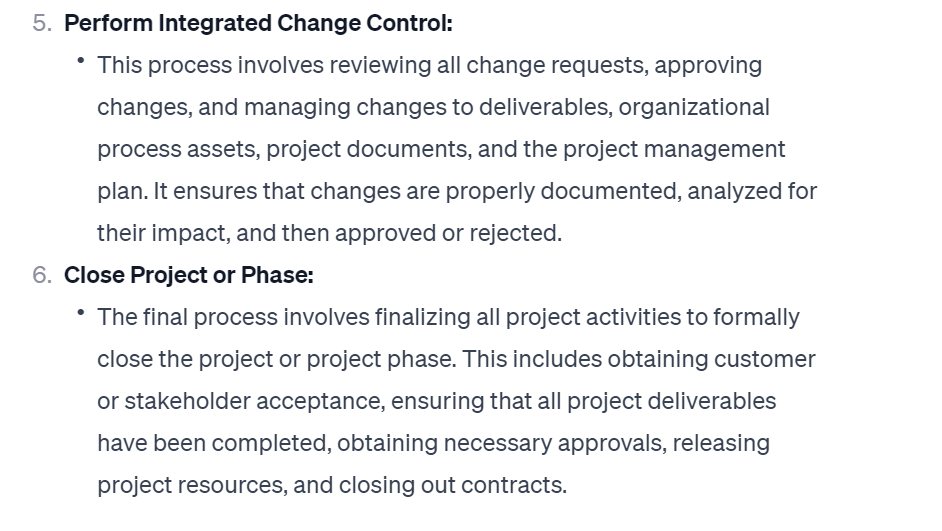 5. Perform Integrated Change Control:
• This process involves reviewing all change requests, approving
changes, and managing changes to deliverables, organizational
process assets, project documents, and the project management
plan. It ensures that changes are properly documented, analyzed for
their impact, and then approved or rejected.
6. Close Project or Phase:
• The final process involves finalizing all project activities to formally
close the project or project phase. This includes obtaining customer
or stakeholder acceptance, ensuring that all project deliverables
have been completed, obtaining necessary approvals, releasing
project resources, and closing out contracts.